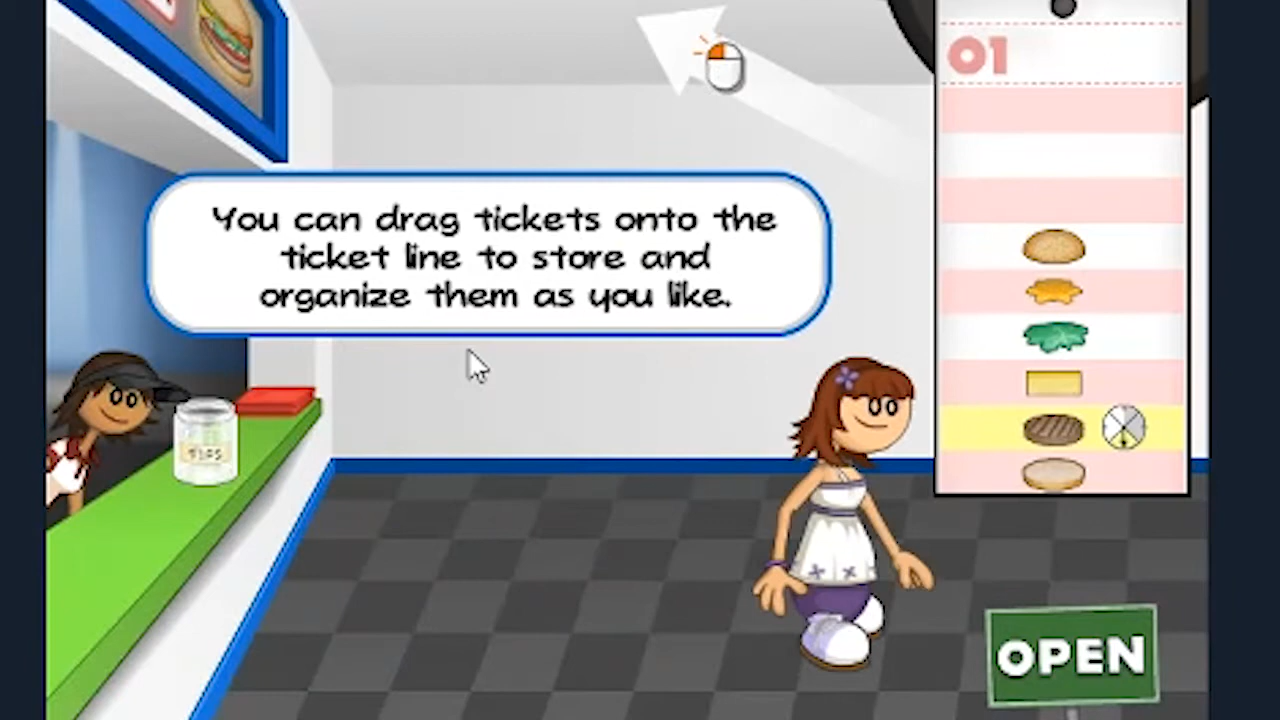 01
You can drag tickets onto the
ticket line to store and
organize them as you like.
TIPS
OPEN